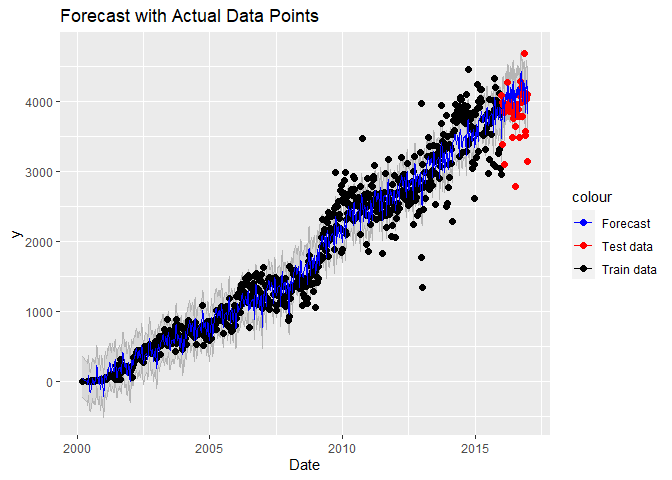 Forecast with Actual Data Points
y
4000
3000
2000
1000
0
2000
2005
2010
2015
Date
colour
Forecast
Test data
Train data